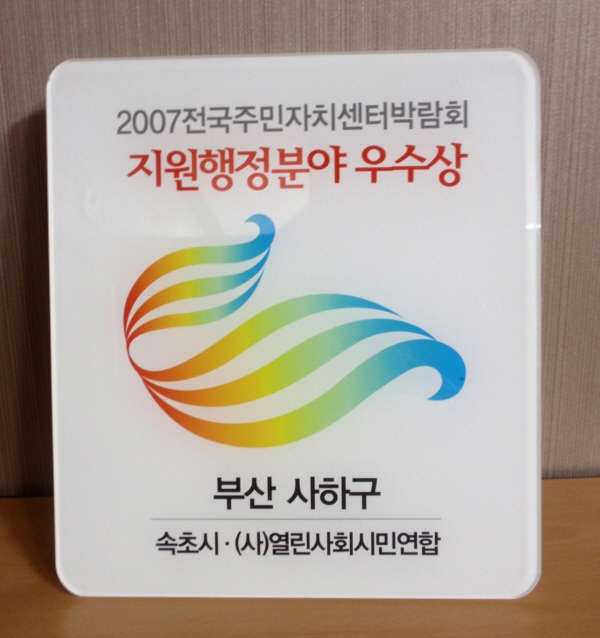 2007전국주민자치센터박람회
지원행정분야 우수상
부산 사하구
속초시·(사)열린사회시민연합